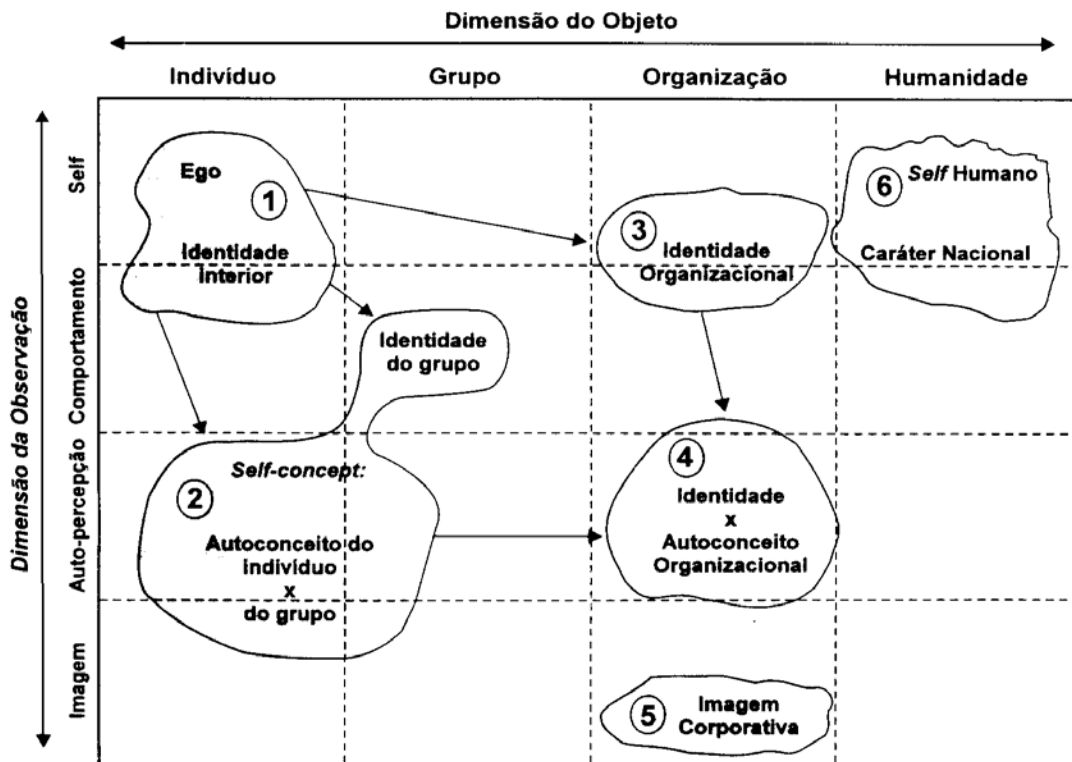 Dimensão do Objeto
Indivíduo
Grupo
Organização
Humanidade
Dimensão da Observação
Self
Comportamento
Auto-percepção
Imagem
Ego
1
Identidade
Interior
3
Identidade
Organizacional
6
Self Humano
Caráter Nacional
Identidade
do grupo
Self-concept:
2
Autoconceito do
Indivíduo
x
do grupo
4
Identidade
x
Autoconceito
Organizacional
5
Imagem
Corporativa